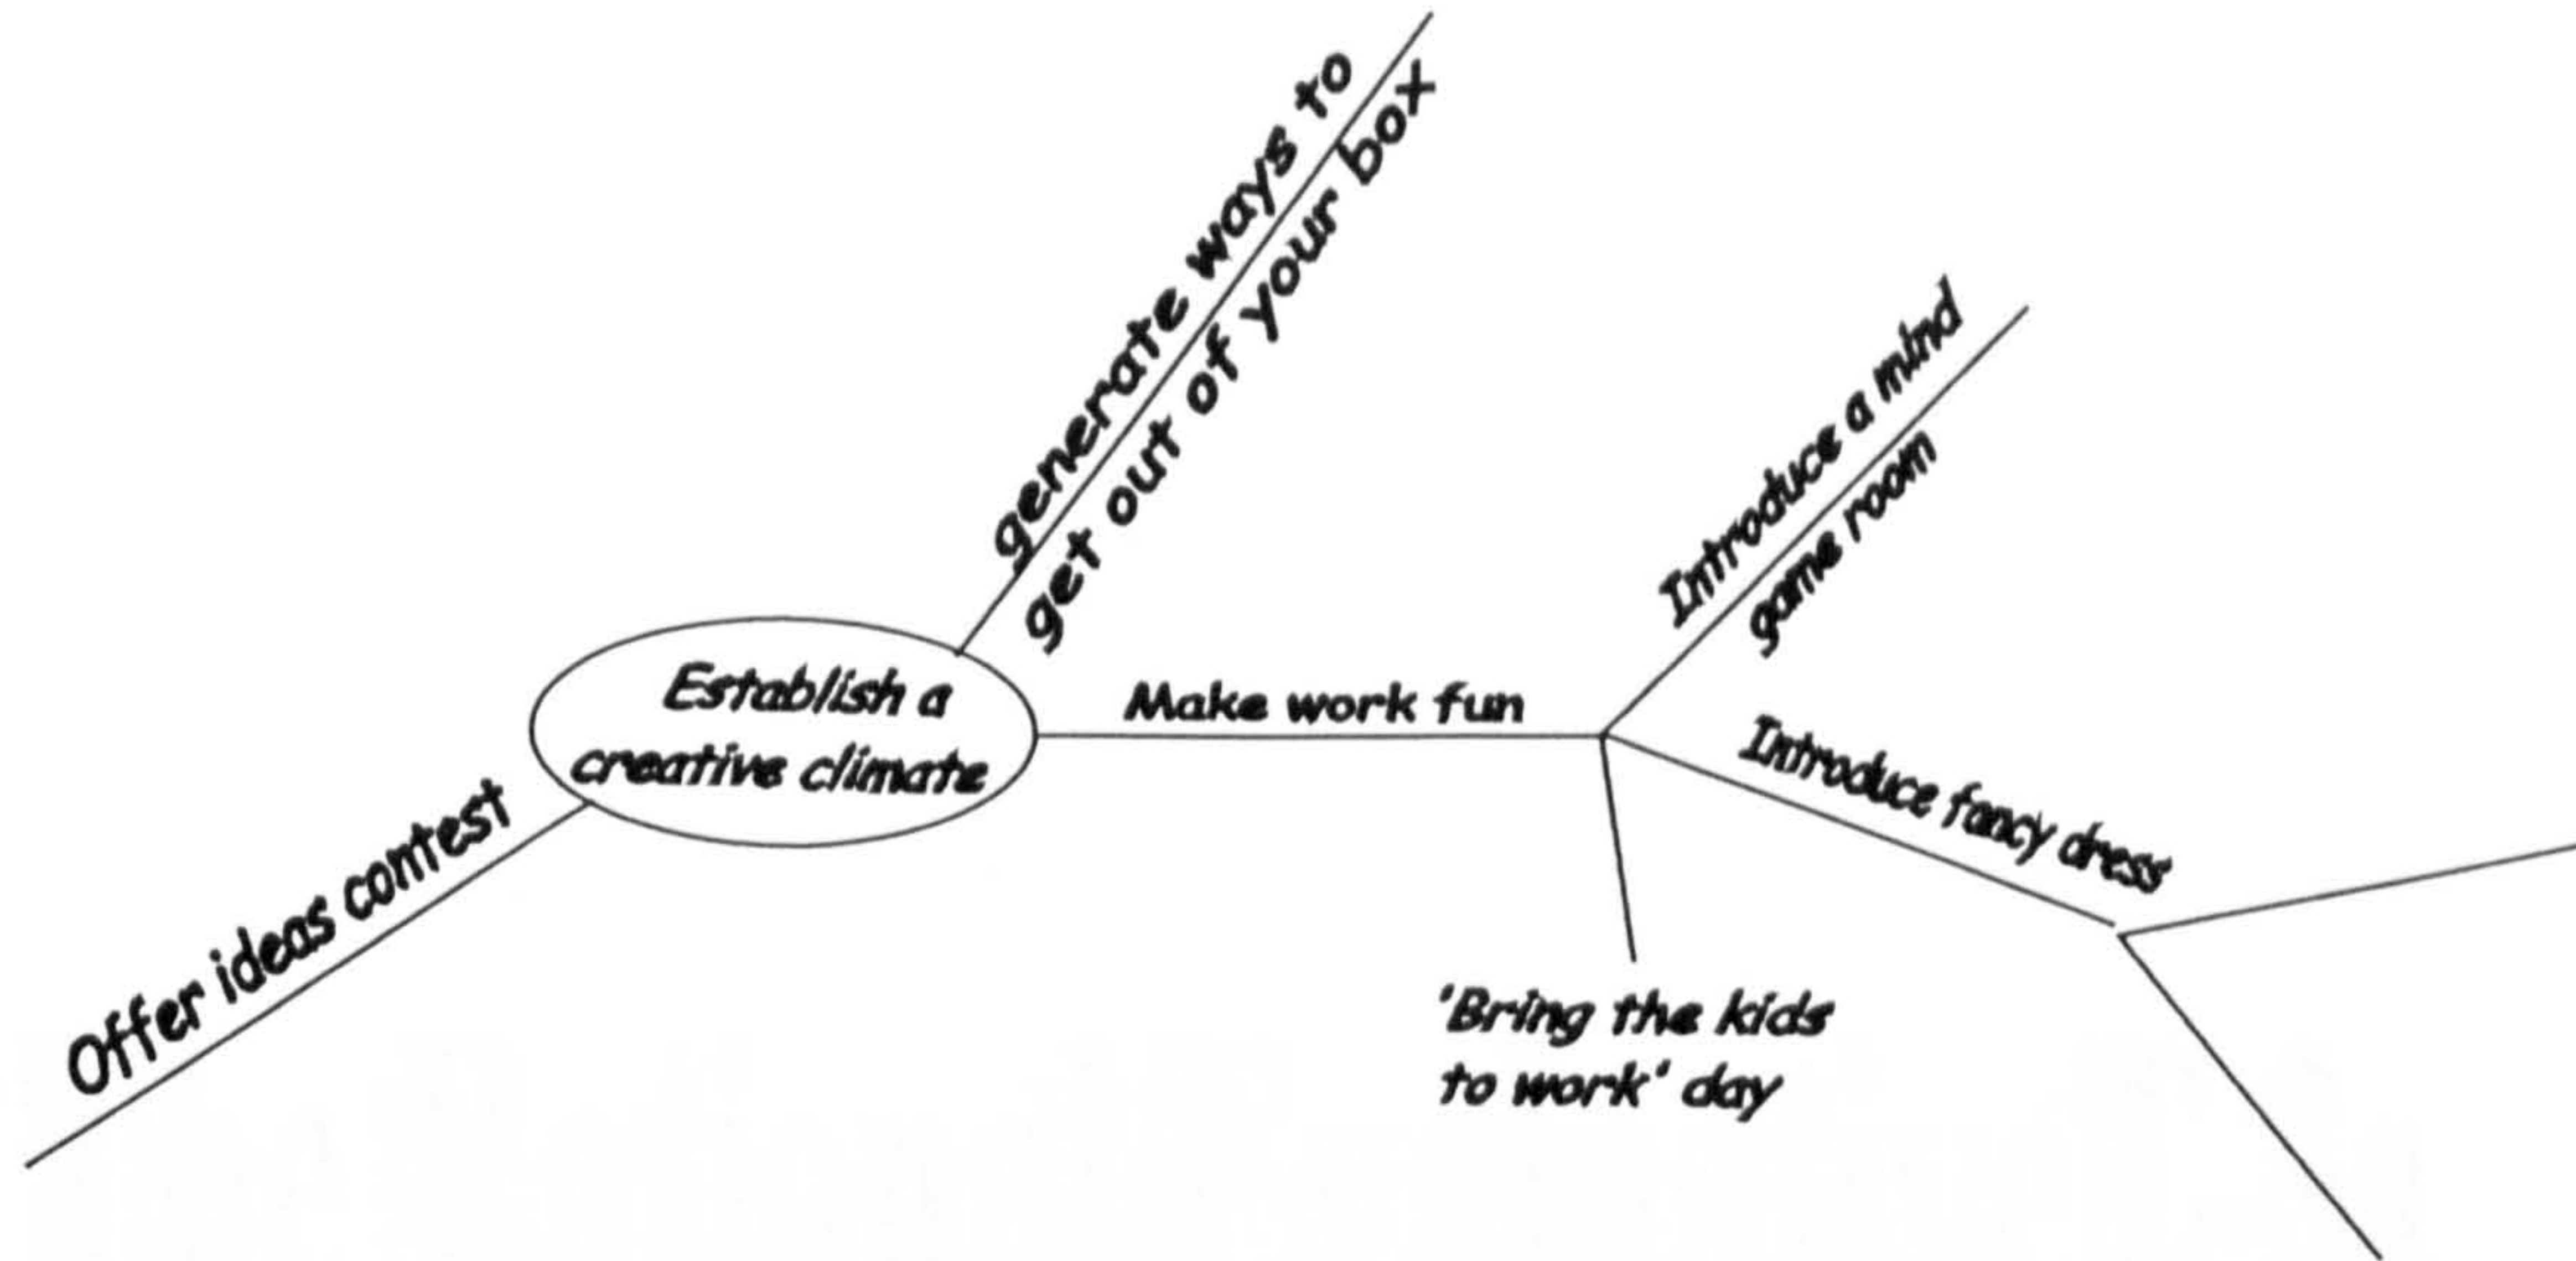 generate ways to
get out of your box
Introduce a mind
game room
Establish a
creative climate
Make work fun
Introduce fancy dress
Offer ideas contest
'Bring the kids
to work' day